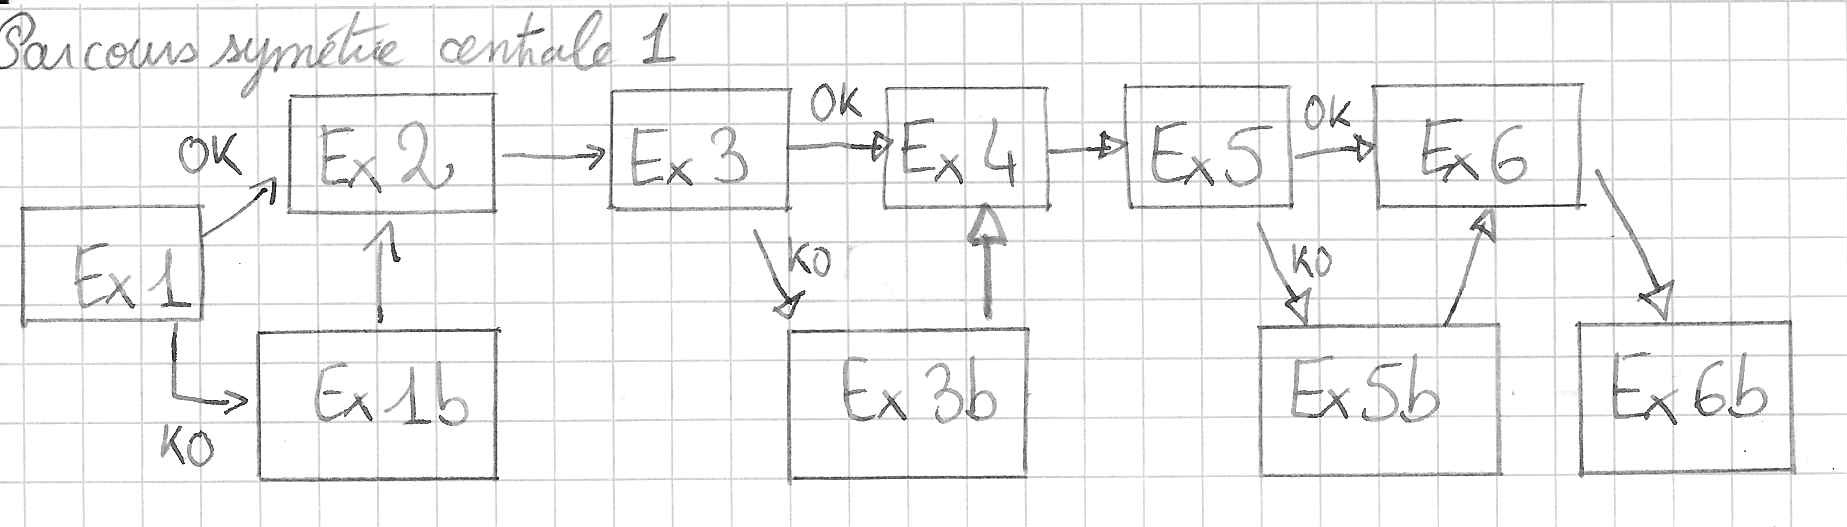 Parcours symétrie centrale 1
OK
Ex 2
Ex 3
OK
Ex 4
Ex 5
OK
Ex 6
Ex 1
KO
KO
KO
Ex 1b
Ex 3b
Ex 5b
Ex 6b